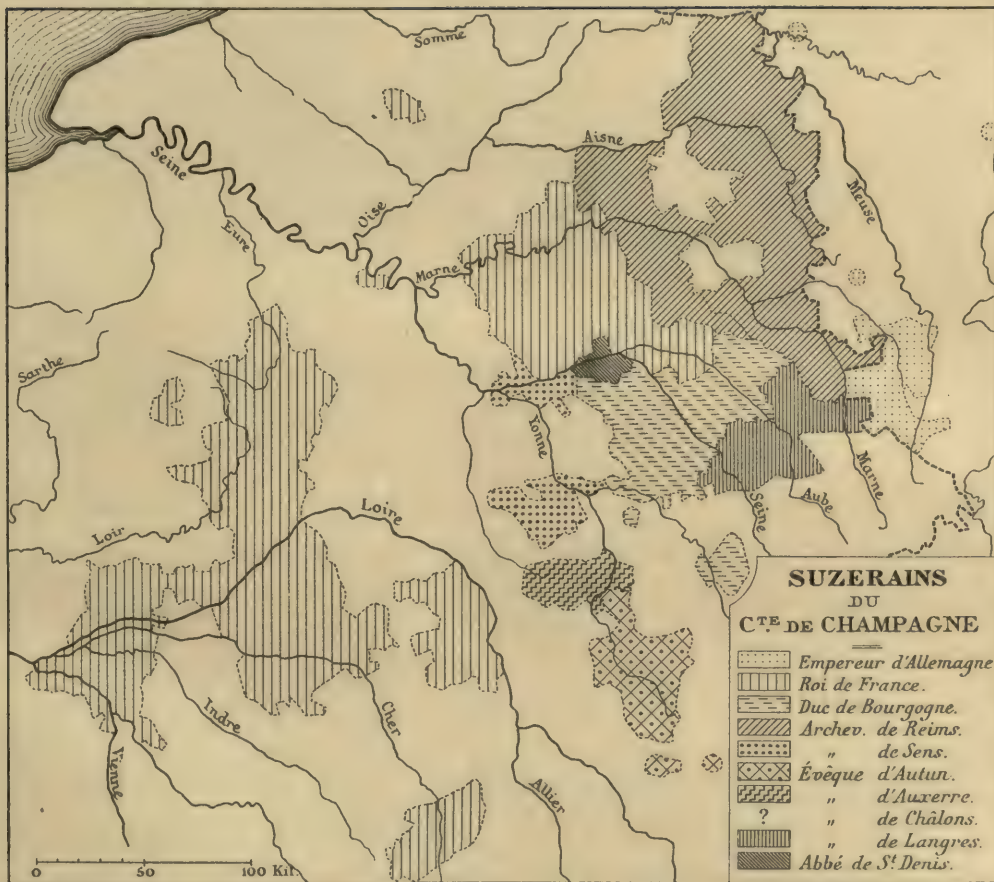 Somme
Aisne
Seine
Oise
Meuse
Eure
Marne
Sarthe
Yonne
Marne
Loire
Seine
Aube
Loir
SUZERAINS
DU
C.TE DE CHAMPAGNE
Empereur d'Allemagne
Roi de France.
Duc de Bourgogne.
Archev. de Reims.
„ de Sens.
Évêque d'Autun.
„ d'Auxerre.
? „ de Châlons.
„ de Langres.
Abbé de St. Denis.
Indre
Cher
Vienne
Allier
0 50 100 Kil.